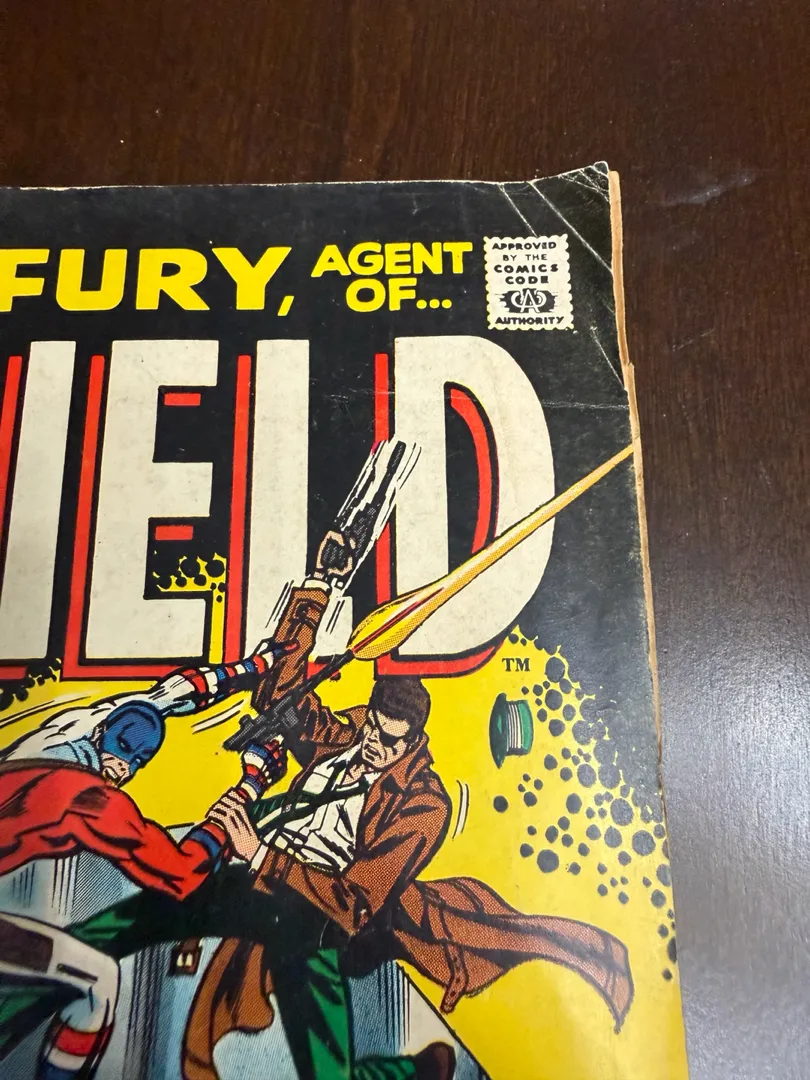 FURY, AGENT
OF...
APPROVED
BY THE
COMICS
CODE
CA
AUTHORITY
IELD
TM